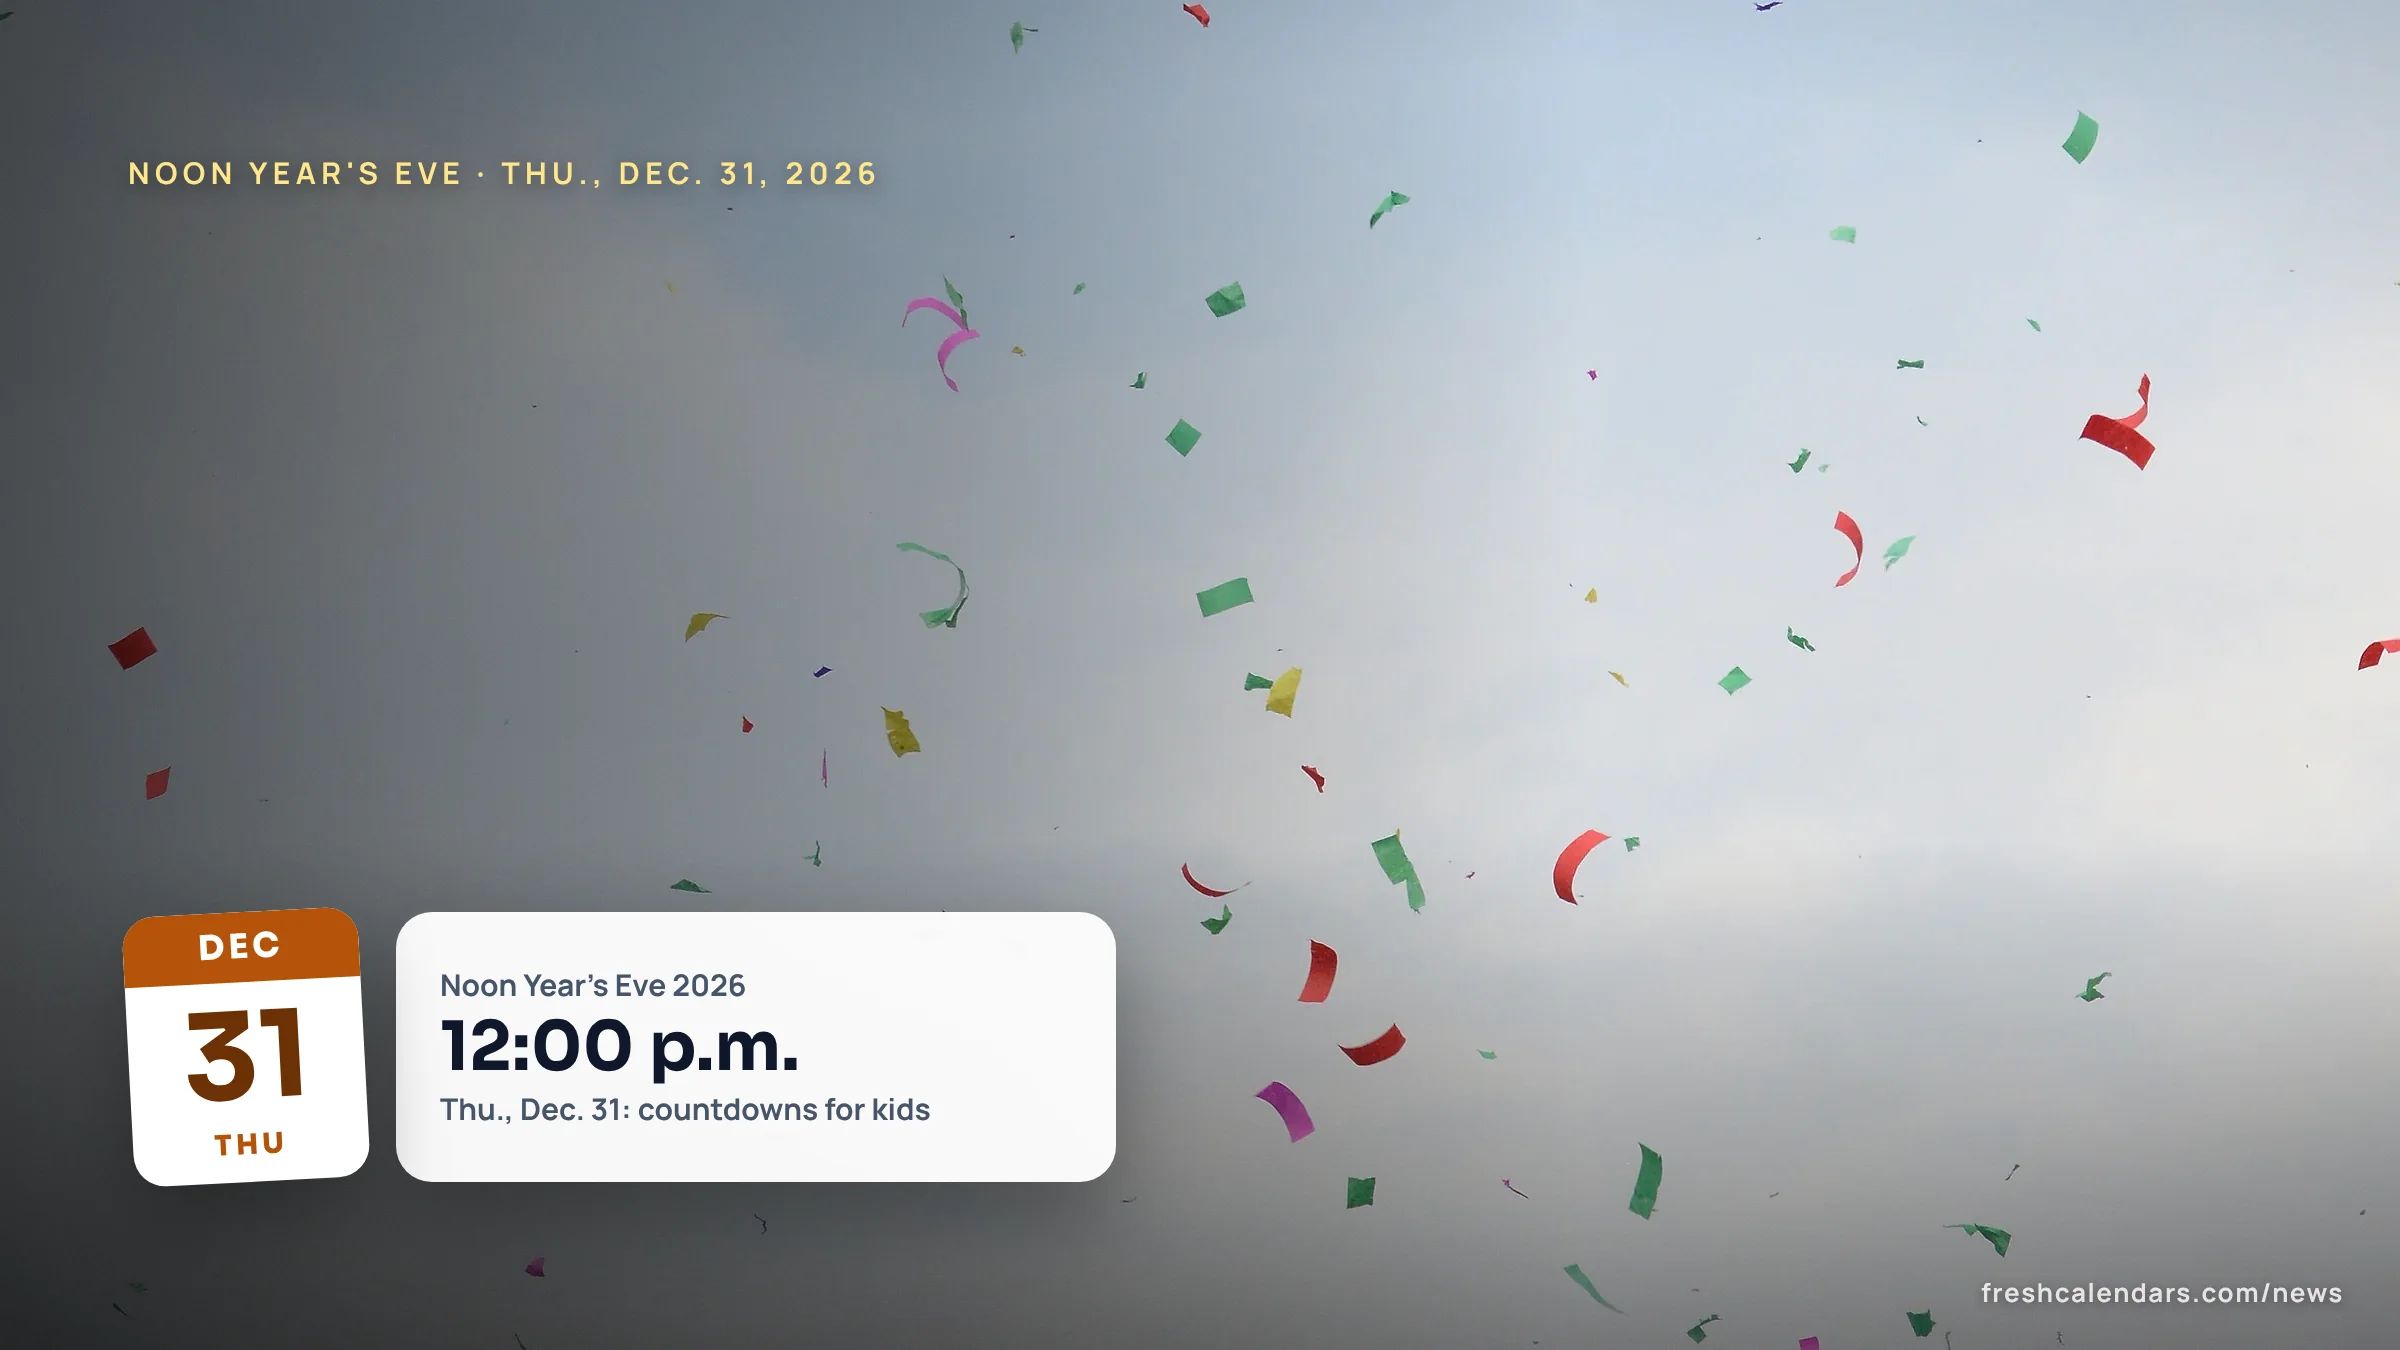 NOON YEAR'S EVE · THU., DEC. 31, 2026
DEC
31
THU
Noon Year’s Eve 2026
12:00 p.m.
Thu., Dec. 31: countdowns for kids
freshcalendars.com/news